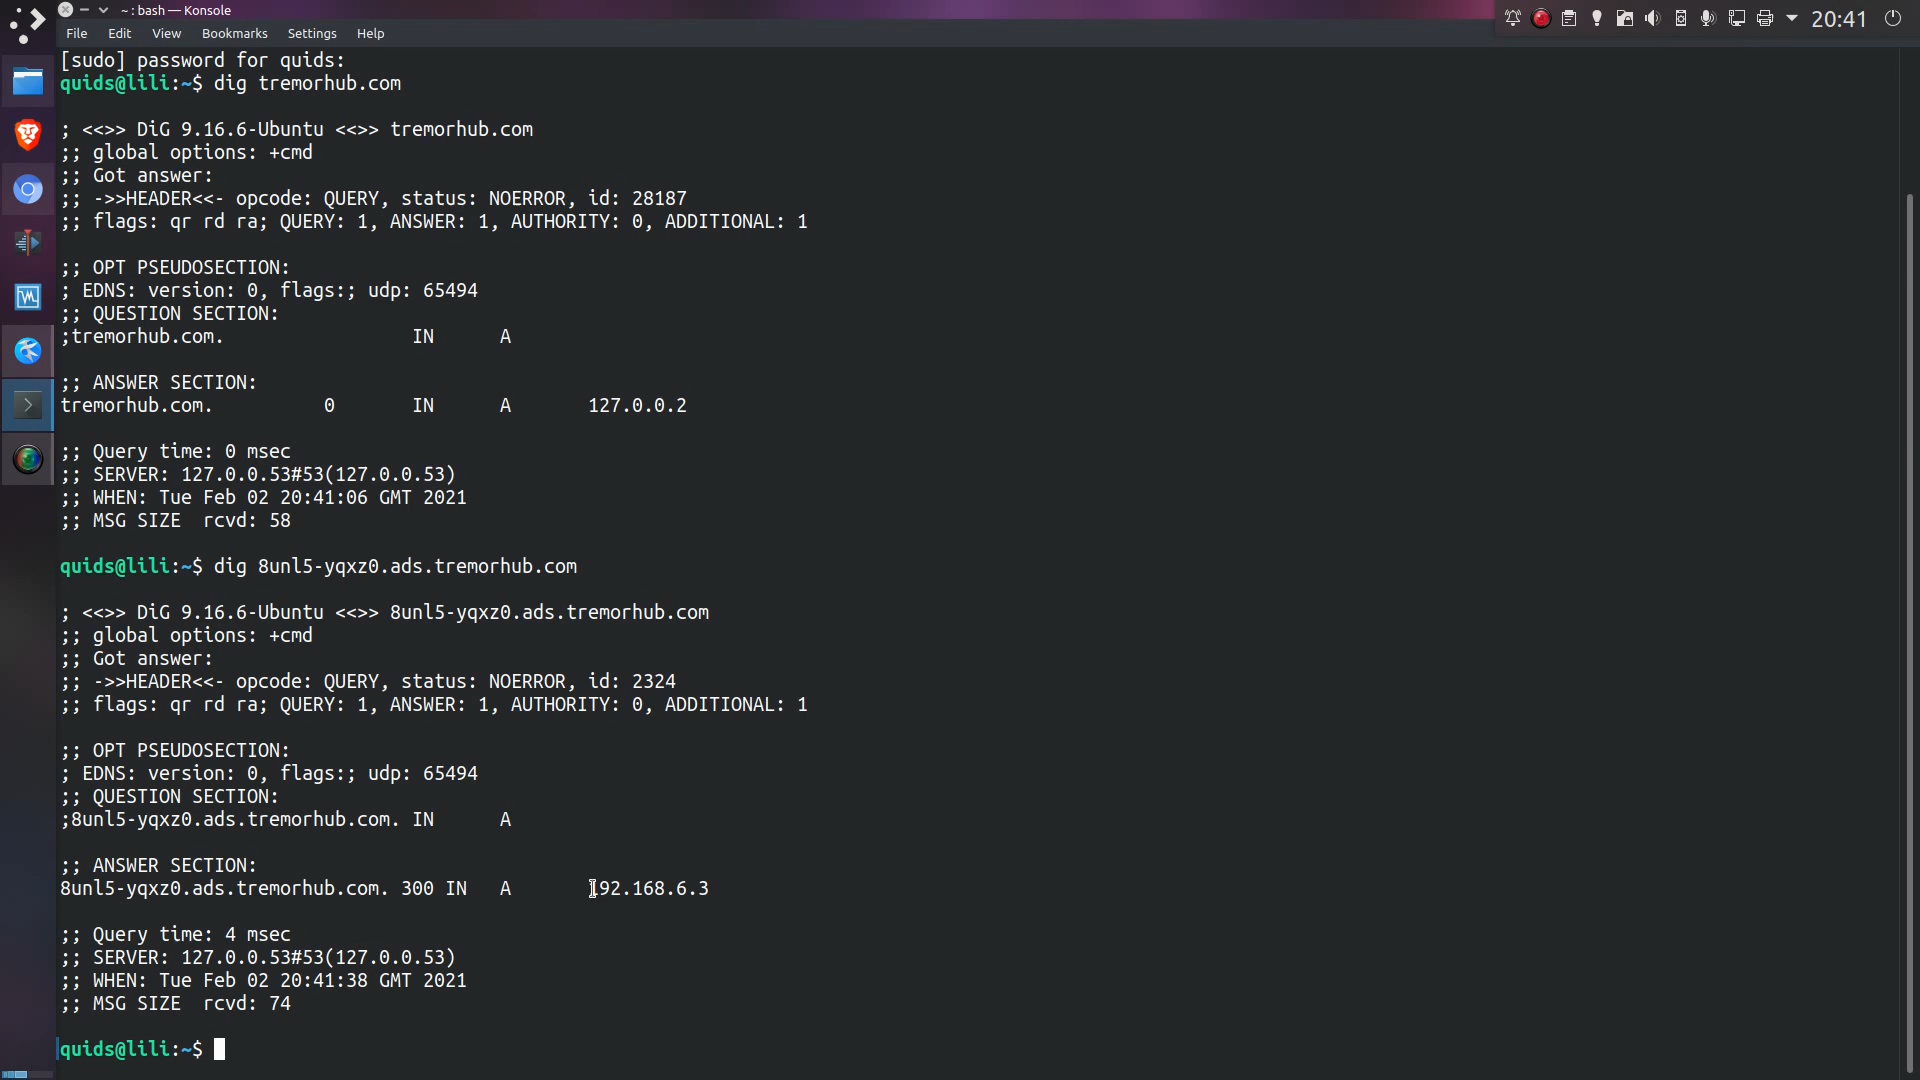 ~ : bash — Konsole
20:41
File Edit View Bookmarks Settings Help
[sudo] password for quids:
quids@lili:~$ dig tremorhub.com
; <<>> DiG 9.16.6-Ubuntu <<>> tremorhub.com
;; global options: +cmd
;; Got answer:
;; ->>HEADER<<- opcode: QUERY, status: NOERROR, id: 28187
;; flags: qr rd ra; QUERY: 1, ANSWER: 1, AUTHORITY: 0, ADDITIONAL: 1
;; OPT PSEUDOSECTION:
; EDNS: version: 0, flags:; udp: 65494
;; QUESTION SECTION:
;tremorhub.com. IN A
;; ANSWER SECTION:
tremorhub.com. 0 IN A 127.0.0.2
;; Query time: 0 msec
;; SERVER: 127.0.0.53#53(127.0.0.53)
;; WHEN: Tue Feb 02 20:41:06 GMT 2021
;; MSG SIZE rcvd: 58
quids@lili:~$ dig 8unl5-yqxz0.ads.tremorhub.com
; <<>> DiG 9.16.6-Ubuntu <<>> 8unl5-yqxz0.ads.tremorhub.com
;; global options: +cmd
;; Got answer:
;; ->>HEADER<<- opcode: QUERY, status: NOERROR, id: 2324
;; flags: qr rd ra; QUERY: 1, ANSWER: 1, AUTHORITY: 0, ADDITIONAL: 1
;; OPT PSEUDOSECTION:
; EDNS: version: 0, flags:; udp: 65494
;; QUESTION SECTION:
;8unl5-yqxz0.ads.tremorhub.com. IN A
;; ANSWER SECTION:
8unl5-yqxz0.ads.tremorhub.com. 300 IN A 192.168.6.3
;; Query time: 4 msec
;; SERVER: 127.0.0.53#53(127.0.0.53)
;; WHEN: Tue Feb 02 20:41:38 GMT 2021
;; MSG SIZE rcvd: 74
quids@lili:~$